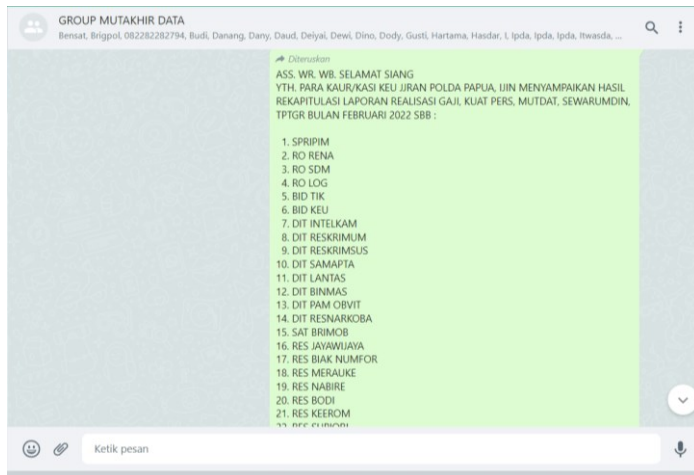 GROUP MUTAKHIR DATA
Bensat, Brigpol, 082282282794, Budi, Danang, Dany, Daud, Deiyai, Dewi, Dino, Dody, Gusti, Hartama, Hasdar, I, Ipda, Ipda, Ipda, Itwasda, ...
Diteruskan
ASS. WR. WB. SELAMAT SIANG
YTH. PARA KAUR/KASI KEU JJRAN POLDA PAPUA, IJIN MENYAMPAIKAN HASIL
REKAPITULASI LAPORAN REALISASI GAJI, KUAT PERS, MUTDAT, SEWARUMDIN,
TPTGR BULAN FEBRUARI 2022 SBB :
1. SPRIPIM
2. RO RENA
3. RO SDM
4. RO LOG
5. BID TIK
6. BID KEU
7. DIT INTELKAM
8. DIT RESKRIMUM
9. DIT RESKRIMSUS
10. DIT SAMAPTA
11. DIT LANTAS
12. DIT BINMAS
13. DIT PAM OBVIT
14. DIT RESNARKOBA
15. SAT BRIMOB
16. RES JAYAWIJAYA
17. RES BIAK NUMFOR
18. RES MERAUKE
19. RES NABIRE
20. RES BODI
21. RES KEEROM
22. RES SUPIORI
Ketik pesan